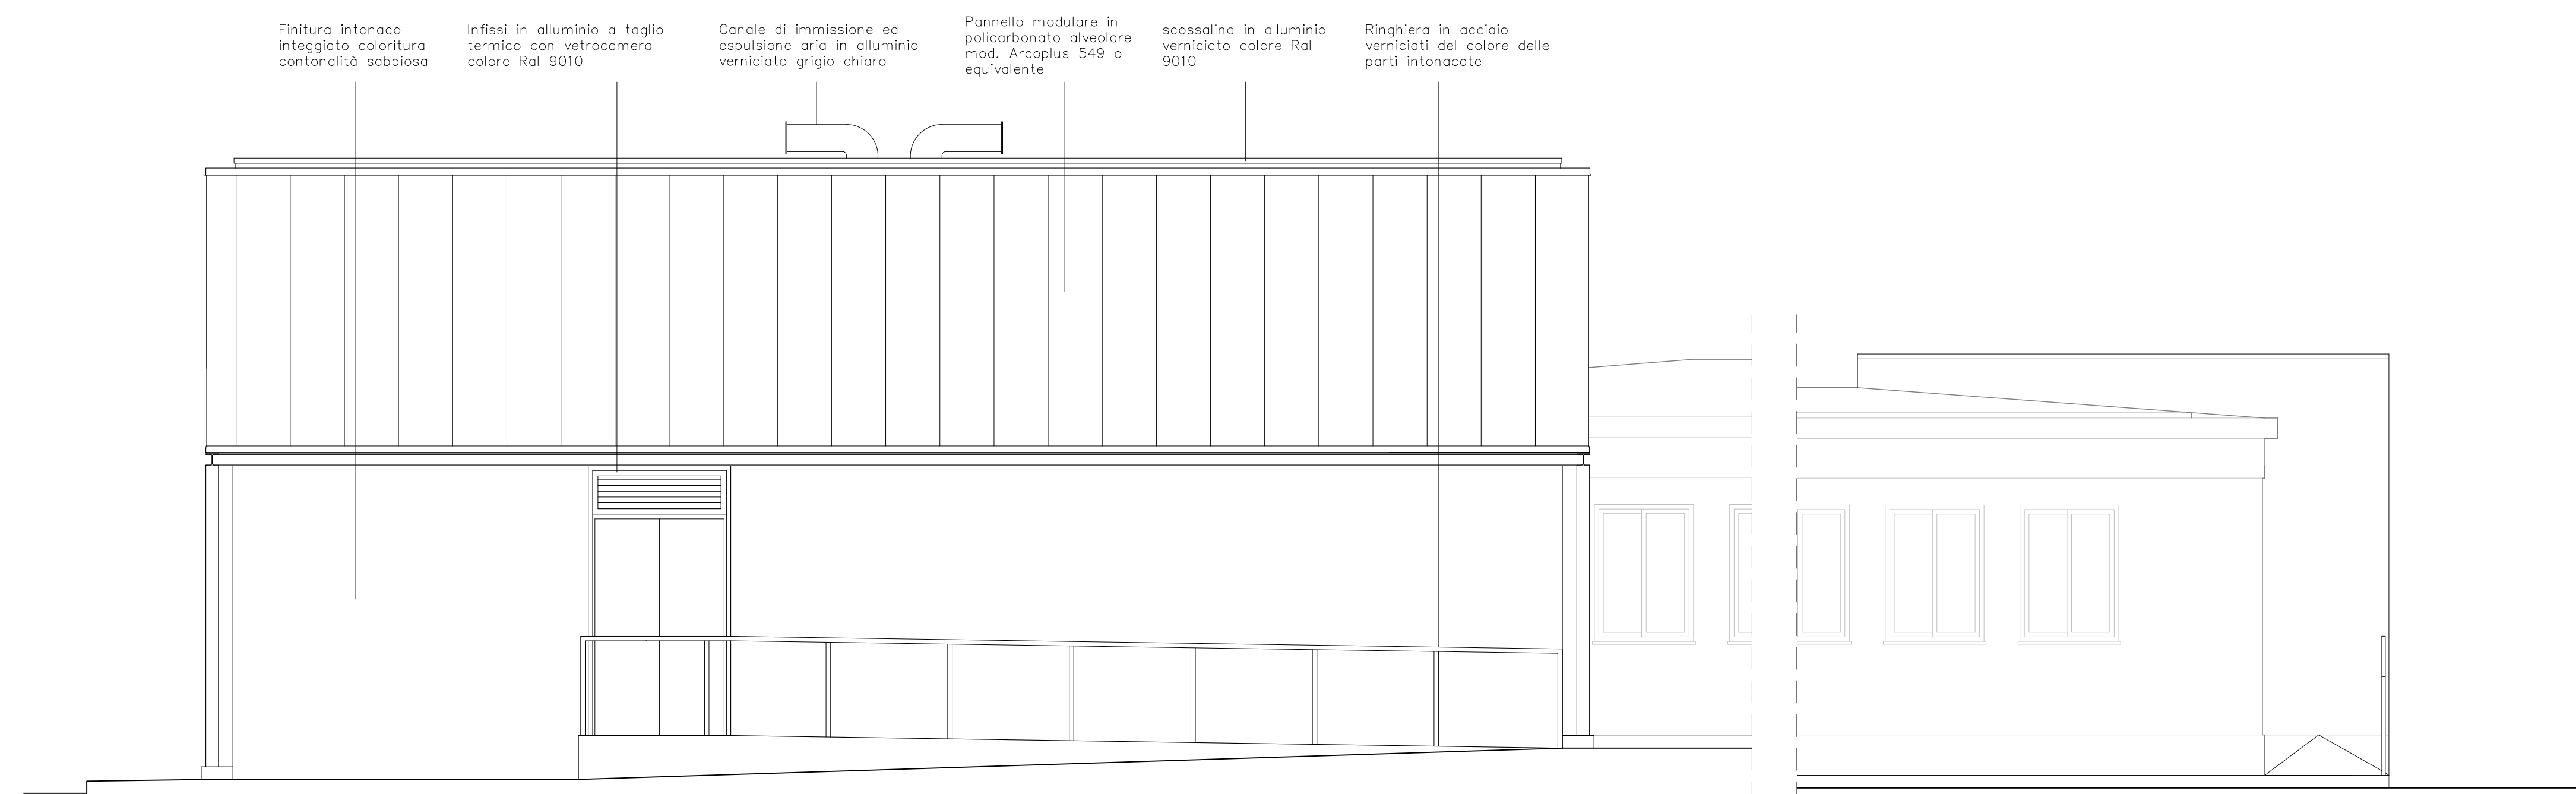 Finitura intonaco
integgiato coloritura
contonalità sabbiosa
Infissi in alluminio a taglio
termico con vetrocamera
colore Ral 9010
Canale di immissione ed
espulsione aria in alluminio
verniciato grigio chiaro
Pannello modulare in
policarbonato alveolare
mod. Arcoplus 549 o
equivalente
scossalina in alluminio
verniciato colore Ral
9010
Ringhiera in acciaio
verniciati del colore delle
parti intonacate